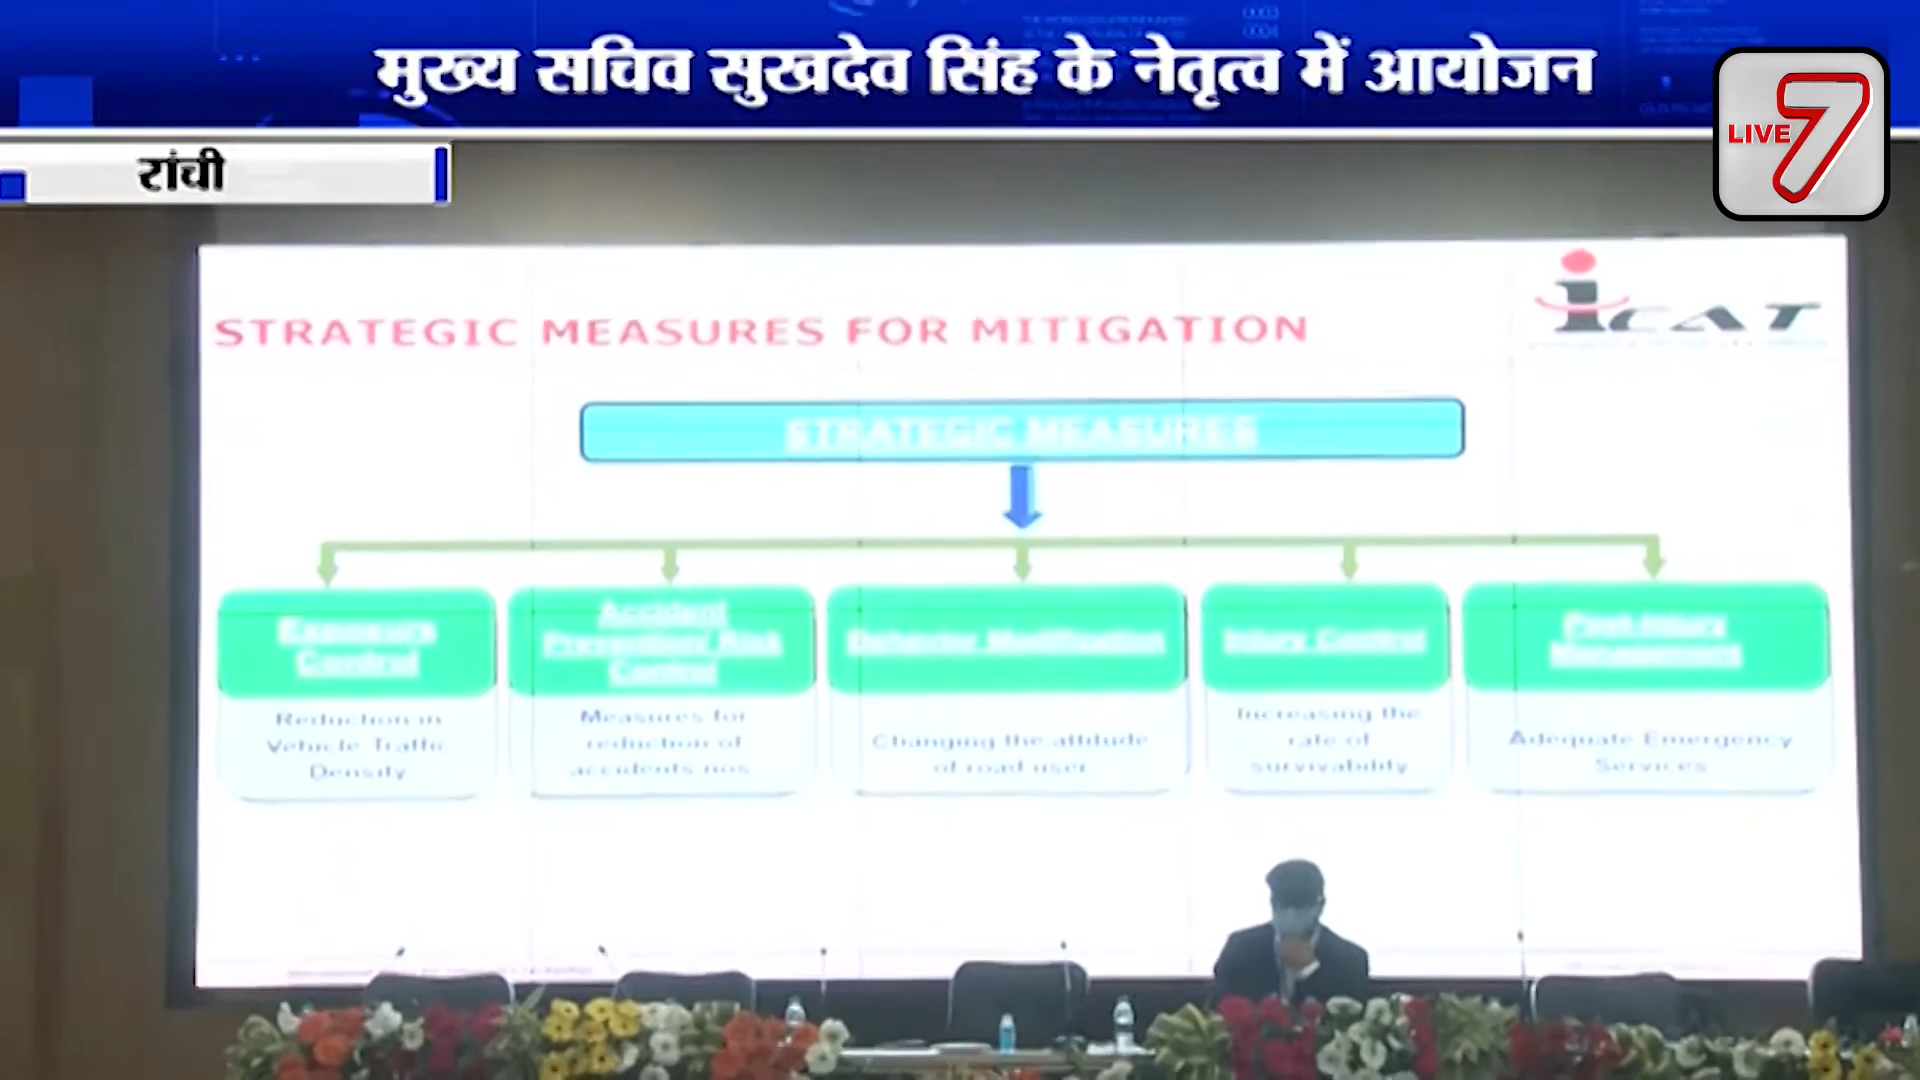 मुख्य सचिव सुखदेव सिंह के नेतृत्व में आयोजन
LIVE 7
रांची
iCAT
STRATEGIC MEASURES FOR MITIGATION
STRATEGIC MEASURES
Exposure
Control
Reduction in
Vehicle Traffic
Density
Accident
Prevention/ Risk
Control
Measures for
reduction of
accidents nos.
Behavior Modification
Changing the attitude
of road user
Injury Control
Increasing the
rate of
survivability
Post-Injury
Management
Adequate Emergency
Services